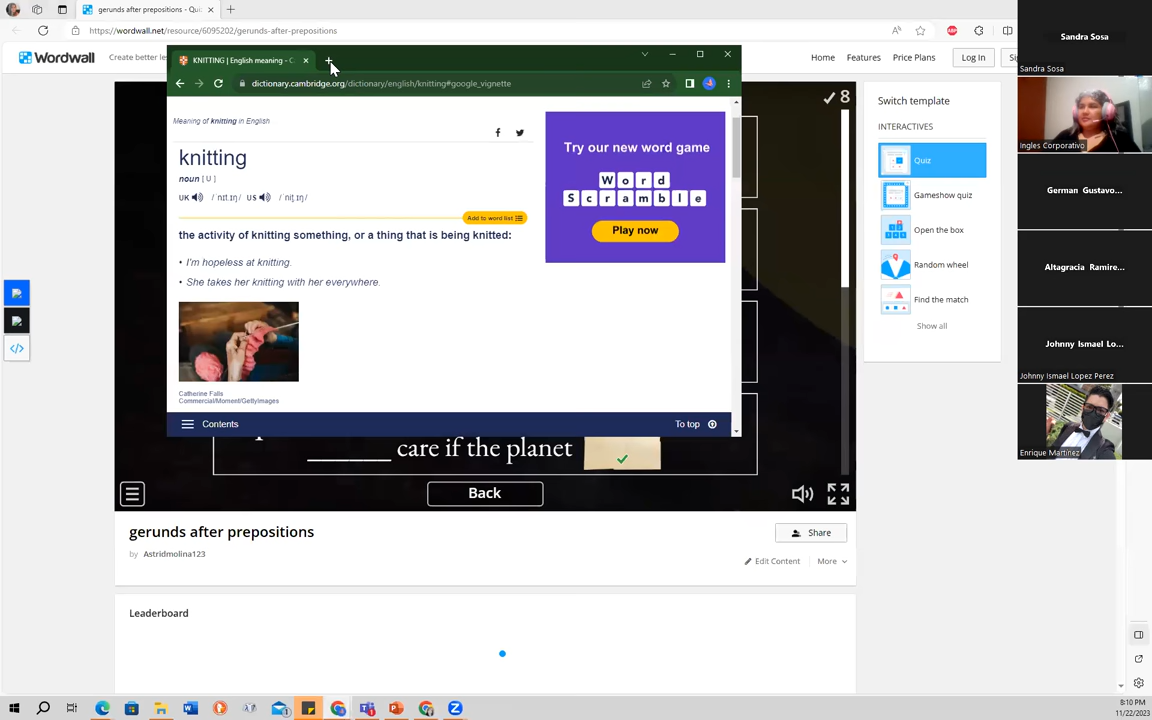 gerunds after prepositions - Qui
https://wordwall.net/resource/6095202/gerunds-after-prepositions
Wordwall
Create better les
Home
Features
Price Plans
Log In
KNITTING | English meaning - C
dictionary.cambridge.org/dictionary/english/knitting#google_vignette
Meaning of knitting in English
knitting
noun [ U ]
UK /ˈnɪt.ɪŋ/ US /ˈnɪt̬.ɪŋ/
Add to word list
the activity of knitting something, or a thing that is being knitted:
• I'm hopeless at knitting.
• She takes her knitting with her everywhere.
Catherine Falls
Commercial/Moment/GettyImages
Contents
To top
Try our new word game
Word
Scramble
Play now
8
______ care if the planet
Back
gerunds after prepositions
by Astridmolina123
Share
Edit Content
More
Leaderboard
Switch template
INTERACTIVES
Quiz
Gameshow quiz
Open the box
Random wheel
Find the match
Show all
Sandra Sosa
Sandra Sosa
Ingles Corporativo
German Gustavo...
Altagracia Ramire...
Johnny Ismael Lo...
Johnny Ismael Lopez Perez
Enrique Martinez
8:10 PM
11/22/2023